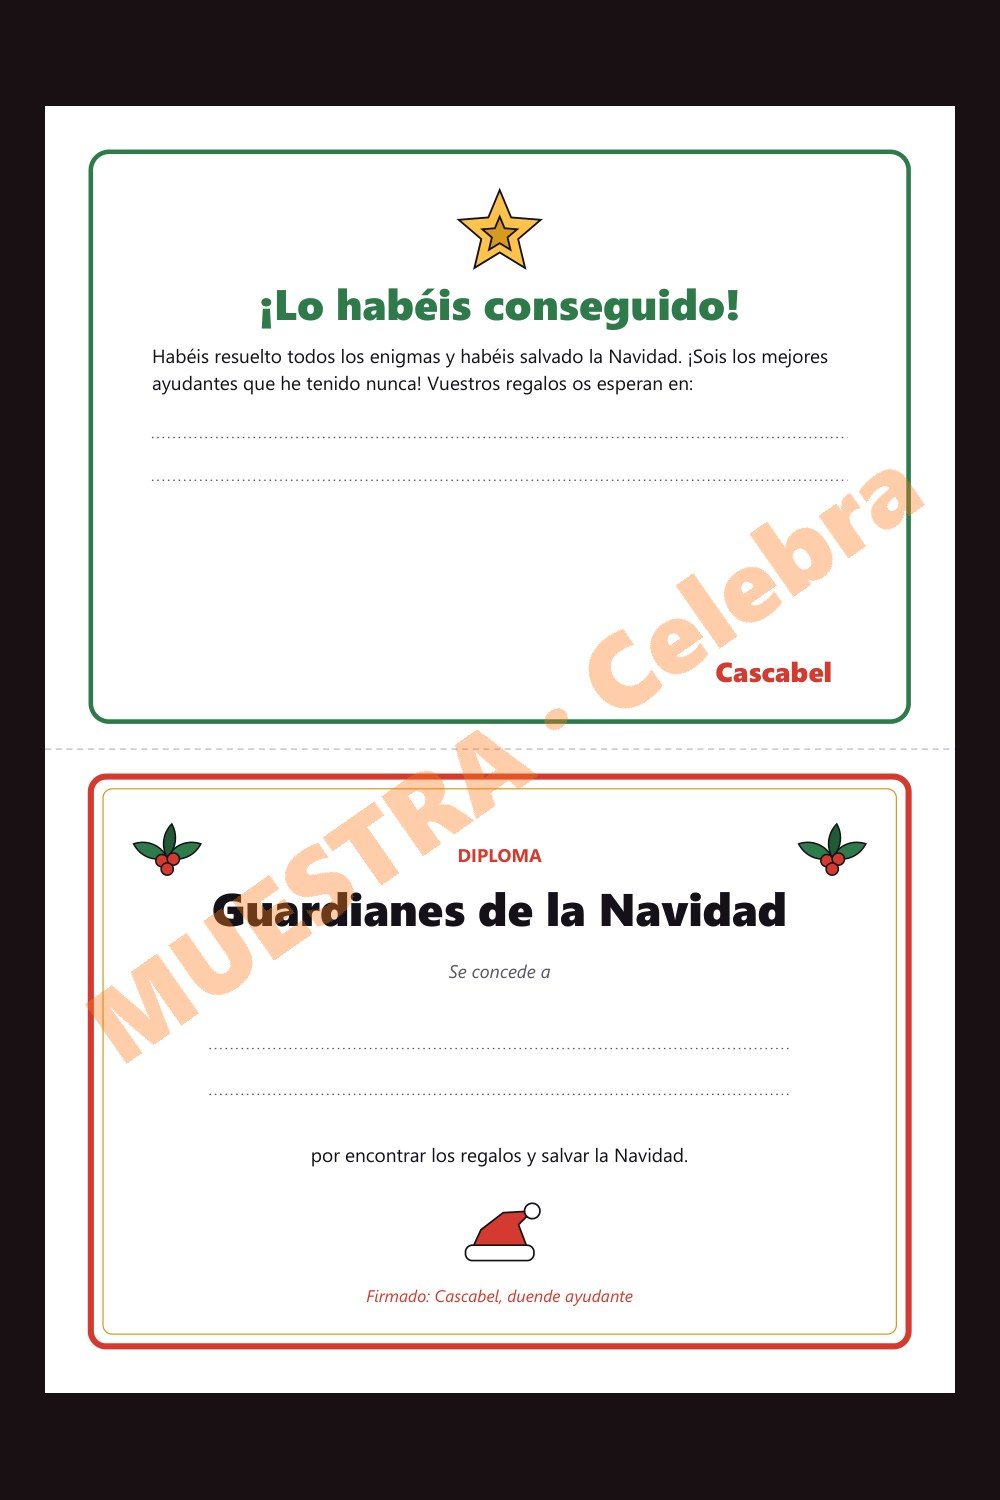 ¡Lo habéis conseguido!
Habéis resuelto todos los enigmas y habéis salvado la Navidad. ¡Sois los mejores
ayudantes que he tenido nunca! Vuestros regalos os esperan en:
Cascabel
MUESTRA · Celebra
DIPLOMA
Guardianes de la Navidad
Se concede a
por encontrar los regalos y salvar la Navidad.
Firmado: Cascabel, duende ayudante